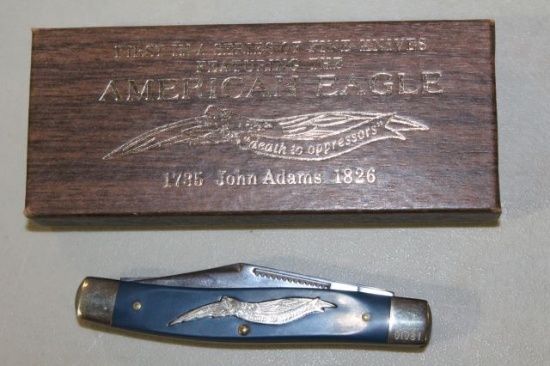 FIRST IN A SERIES OF FINE KNIVES
FEATURING THE
AMERICAN EAGLE
"death to oppressors"
1735 John Adams 1826